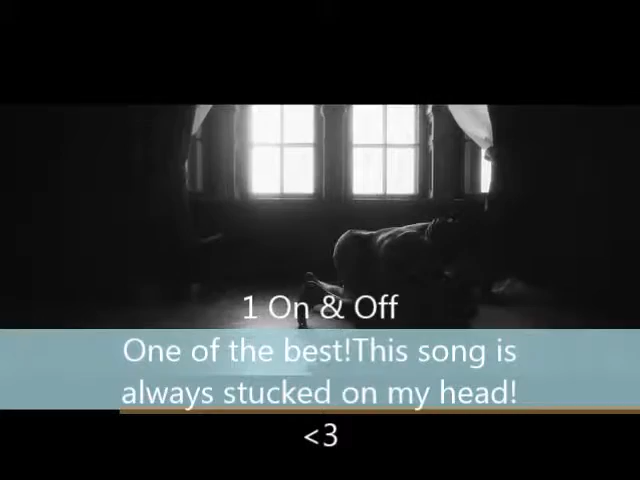 1 On & Off
One of the best!This song is
always stucked on my head!
<3